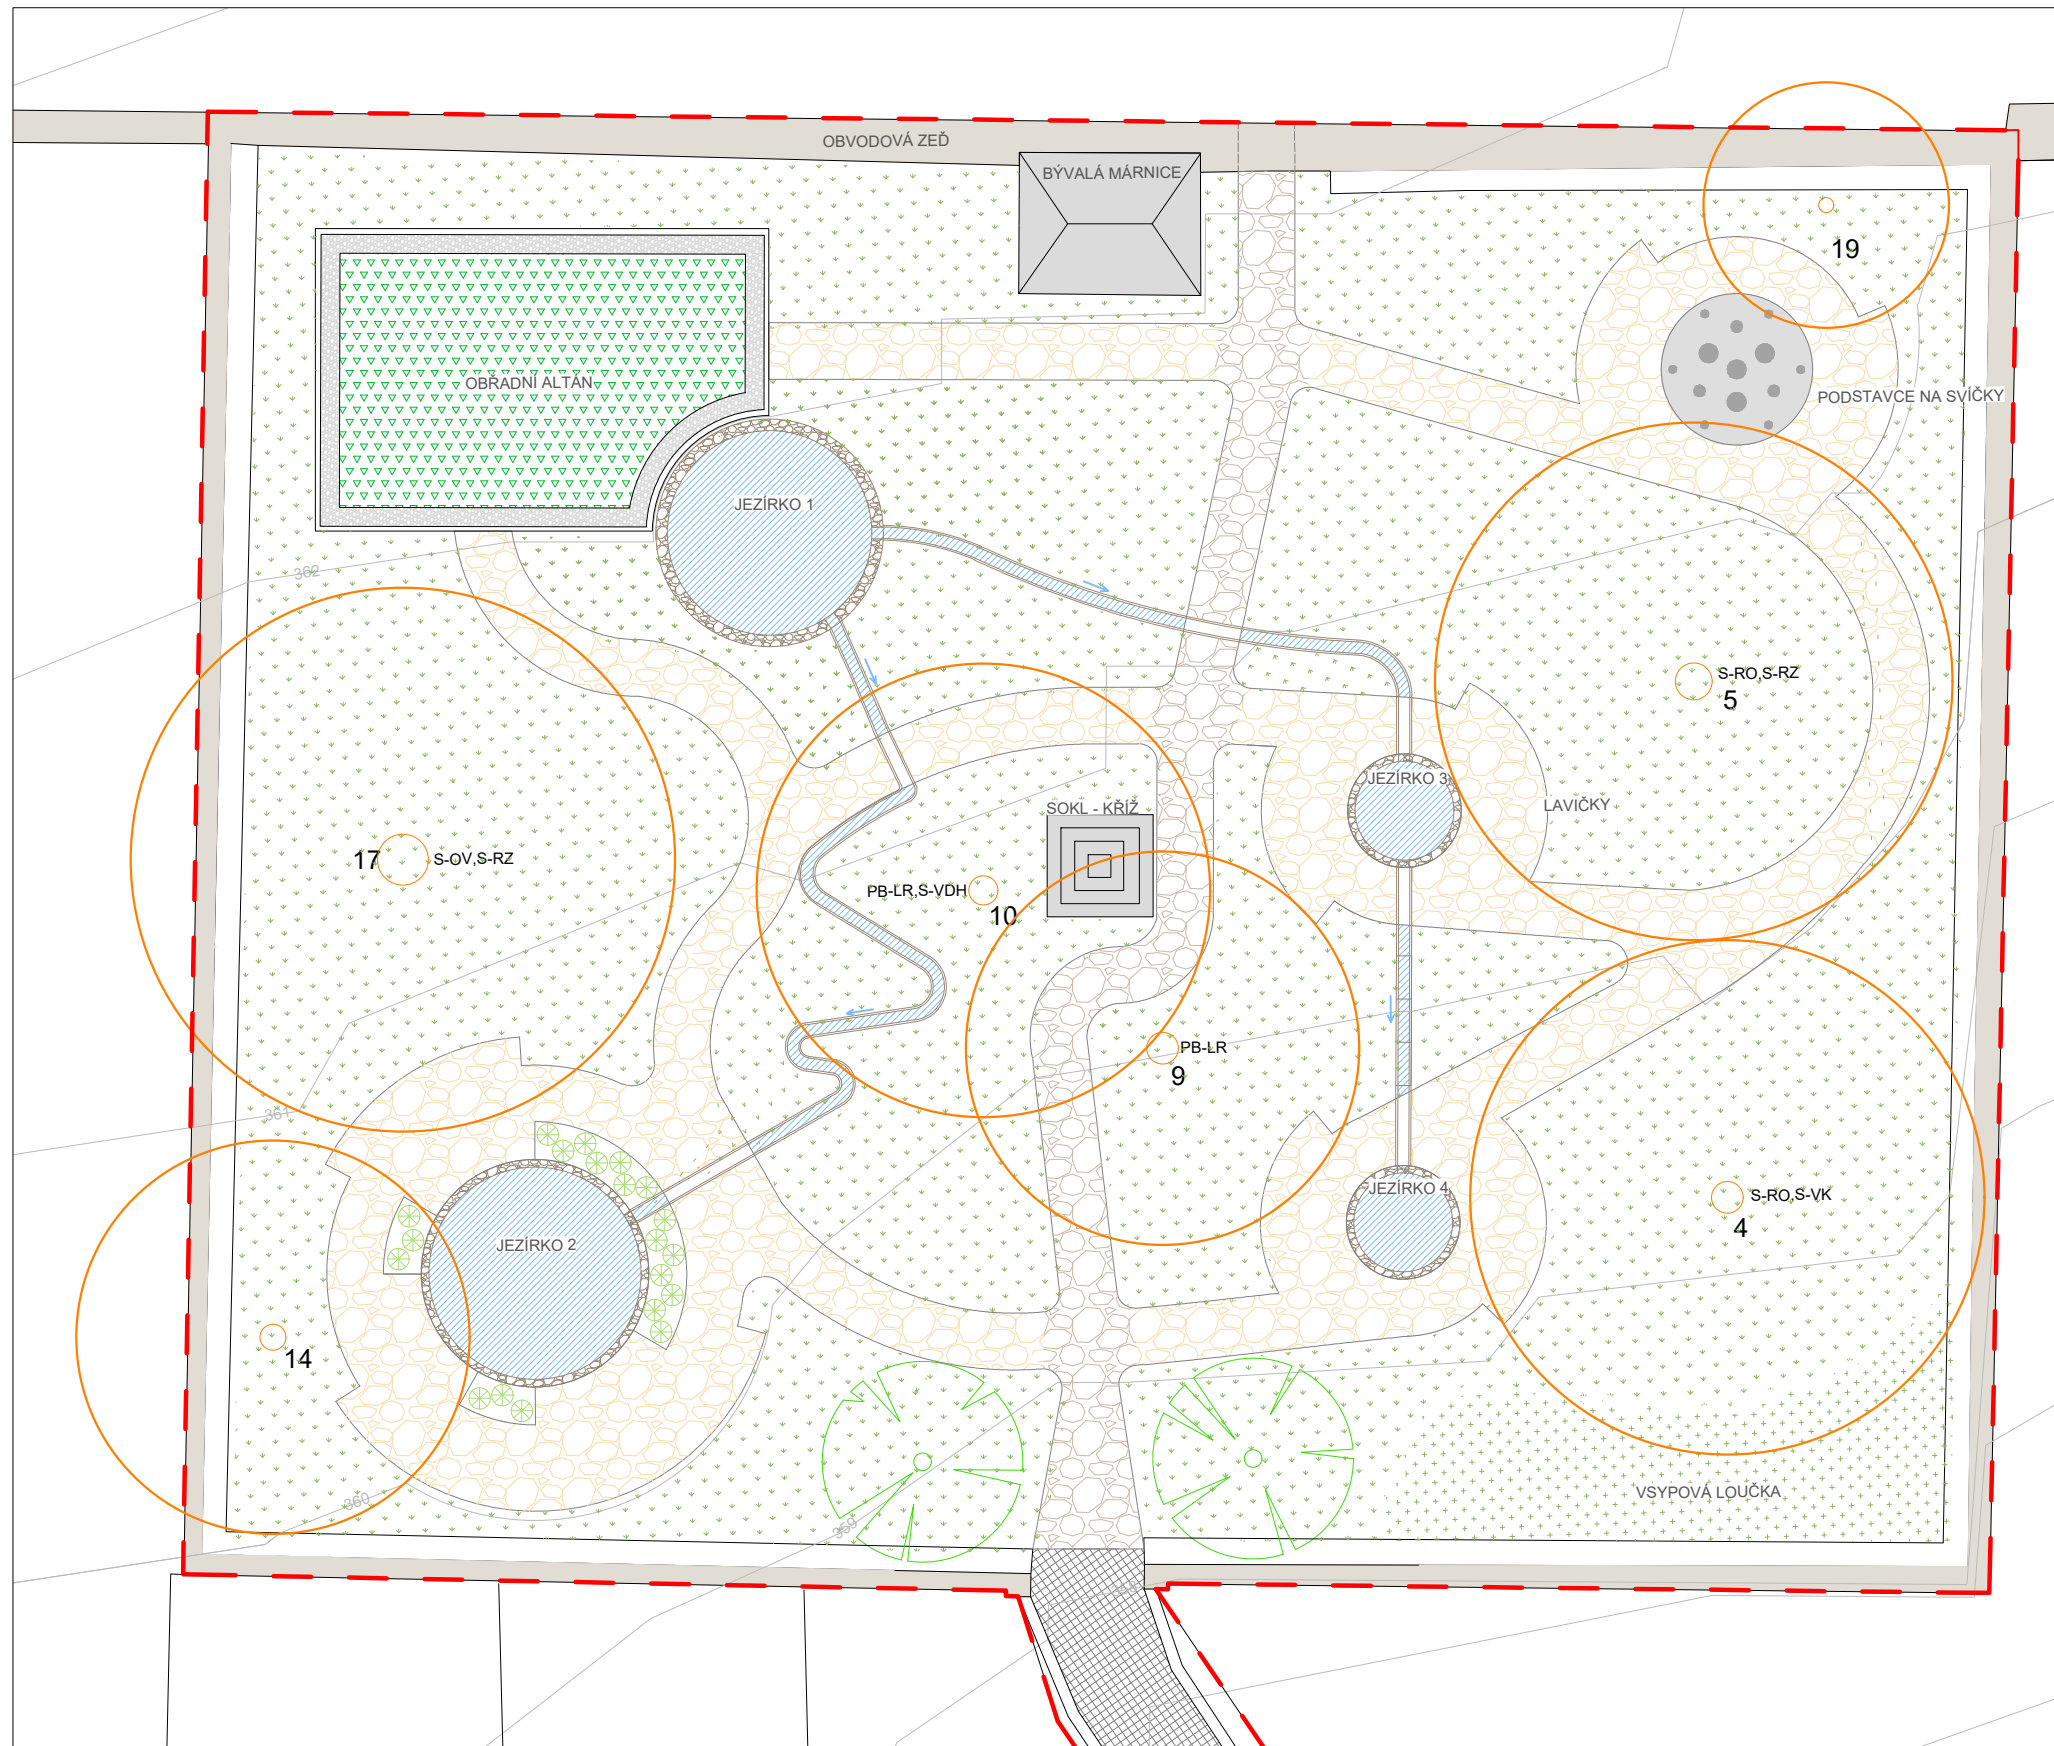 OBVODOVÁ ZEĎ
BÝVALÁ MÁRNICE
19
OBŘADNÍ ALTÁN
PODSTAVCE NA SVÍČKY
JEZÍRKO 1
362
S-RO,S-RZ
5
JEZÍRKO 3
LAVIČKY
SOKL - KŘÍŽ
17
S-OV,S-RZ
PB-LR,S-VDH
10
PB-LR
9
361
JEZÍRKO 4
S-RO,S-VK
4
JEZÍRKO 2
14
VSYPOVÁ LOUČKA
360
359
358